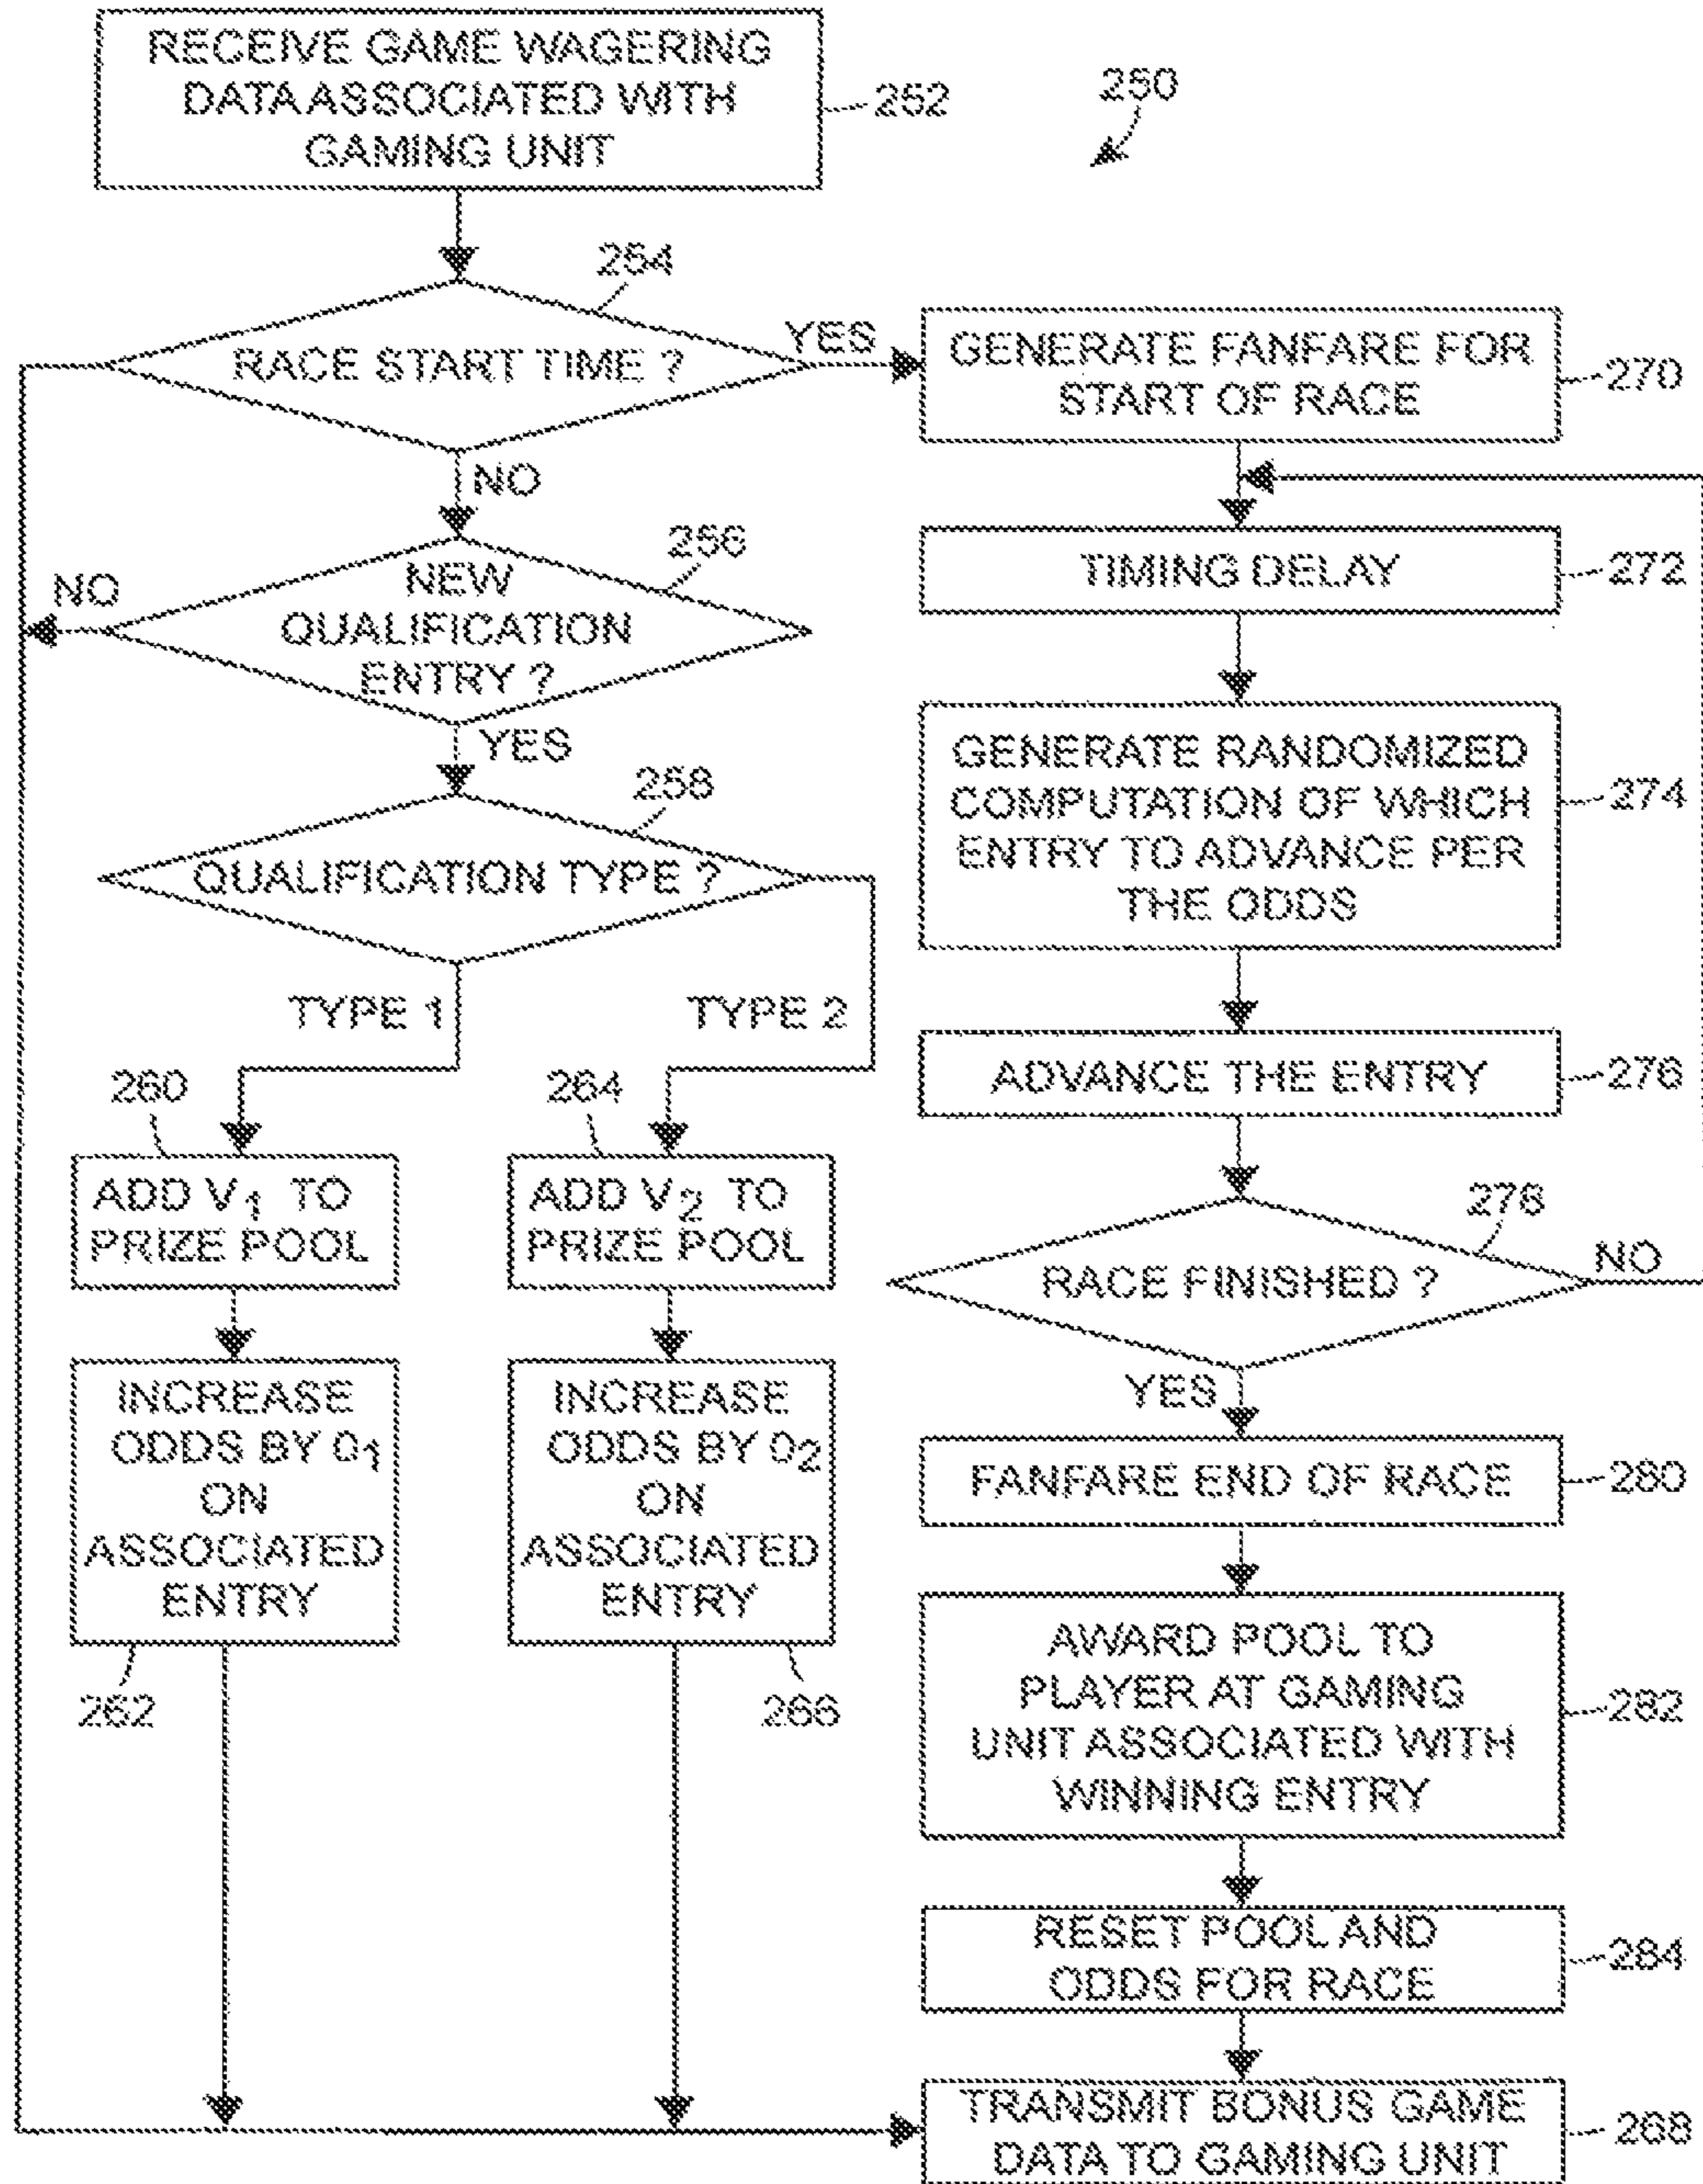 RECEIVE GAME WAGERING
DATA ASSOCIATED WITH
GAMING UNIT
252
250
254
RACE START TIME ?
YES
NO
GENERATE FANFARE FOR
START OF RACE
270
256
NEW
QUALIFICATION
ENTRY ?
NO
YES
TIMING DELAY
272
258
QUALIFICATION TYPE ?
TYPE 1
TYPE 2
GENERATE RANDOMIZED
COMPUTATION OF WHICH
ENTRY TO ADVANCE PER
THE ODDS
274
ADVANCE THE ENTRY
276
260
ADD V1 TO
PRIZE POOL
264
ADD V2 TO
PRIZE POOL
278
RACE FINISHED ?
NO
YES
INCREASE
ODDS BY O1
ON
ASSOCIATED
ENTRY
262
INCREASE
ODDS BY O2
ON
ASSOCIATED
ENTRY
266
FANFARE END OF RACE
280
AWARD POOL TO
PLAYER AT GAMING
UNIT ASSOCIATED WITH
WINNING ENTRY
282
RESET POOL AND
ODDS FOR RACE
284
TRANSMIT BONUS GAME
DATA TO GAMING UNIT
268